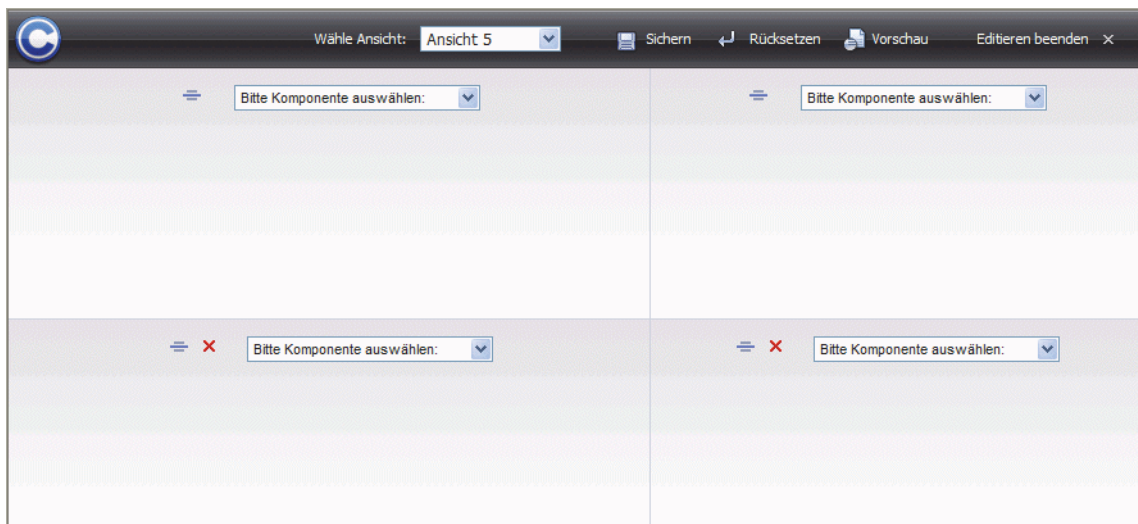 Wähle Ansicht: Ansicht 5 Sichern Rücksetzen Vorschau Editieren beenden
Bitte Komponente auswählen: Bitte Komponente auswählen:
Bitte Komponente auswählen: Bitte Komponente auswählen: